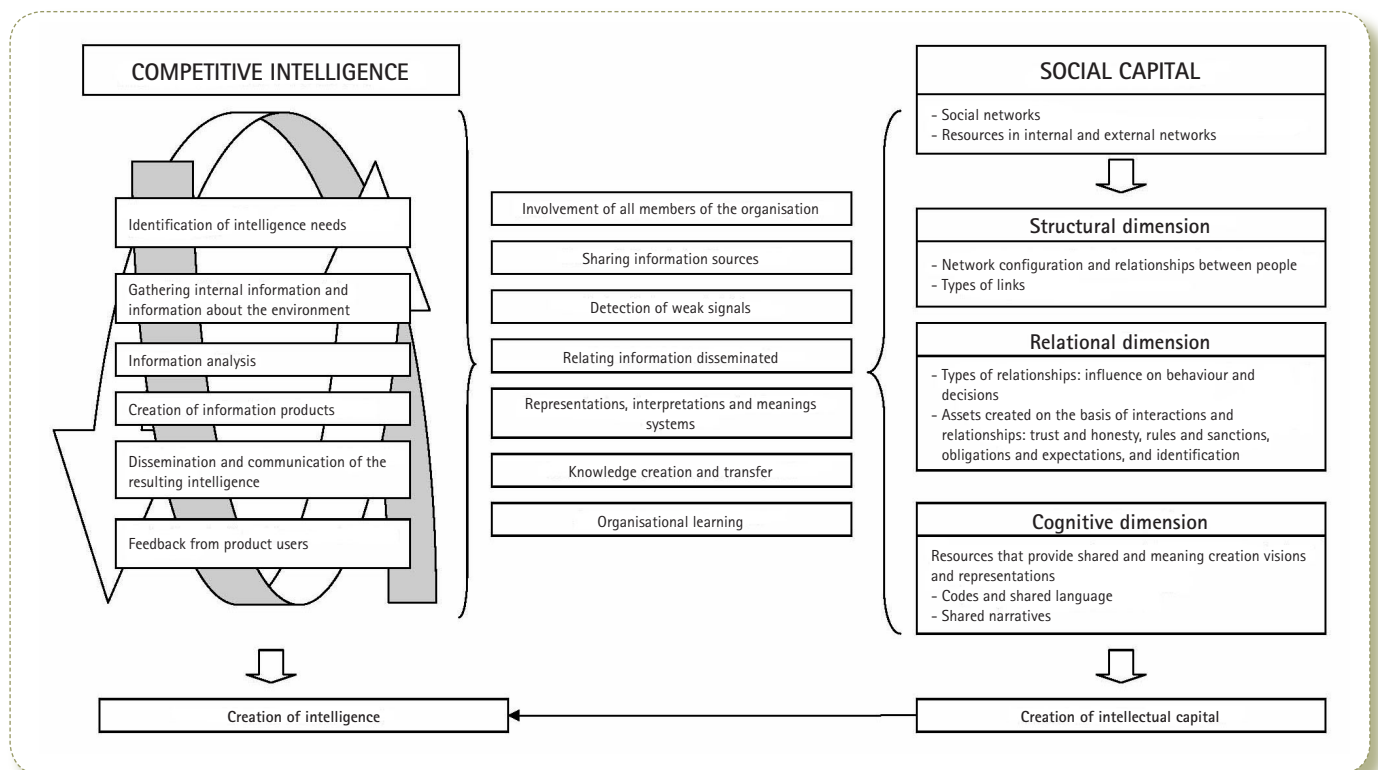 COMPETITIVE INTELLIGENCE
Identification of intelligence needs
Gathering internal information and
information about the environment
Information analysis
Creation of information products
Dissemination and communication of the
resulting intelligence
Feedback from product users
Creation of intelligence
Involvement of all members of the organisation
Sharing information sources
Detection of weak signals
Relating information disseminated
Representations, interpretations and meanings
systems
Knowledge creation and transfer
Organisational learning
SOCIAL CAPITAL
- Social networks
- Resources in internal and external networks
Structural dimension
- Network configuration and relationships between people
- Types of links
Relational dimension
- Types of relationships: influence on behaviour and
decisions
- Assets created on the basis of interactions and
relationships: trust and honesty, rules and sanctions,
obligations and expectations, and identification
Cognitive dimension
Resources that provide shared and meaning creation visions
and representations
- Codes and shared language
- Shared narratives
Creation of intellectual capital